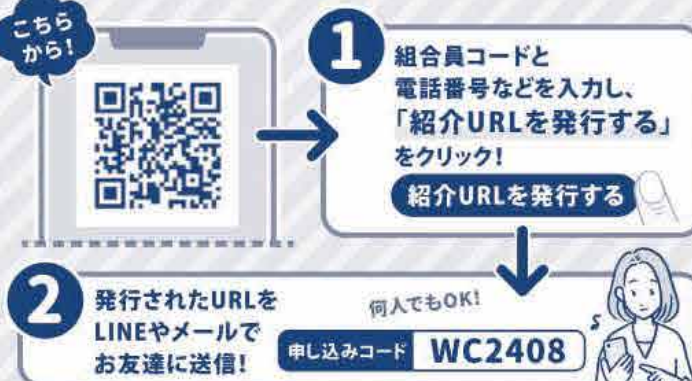 こちら
から!
1
組合員コードと
電話番号などを入力し、
「紹介URLを発行する」
をクリック!
紹介URLを発行する
2
発行されたURLを
LINEやメールで
お友達に送信!
何人でもOK!
申し込みコード WC2408